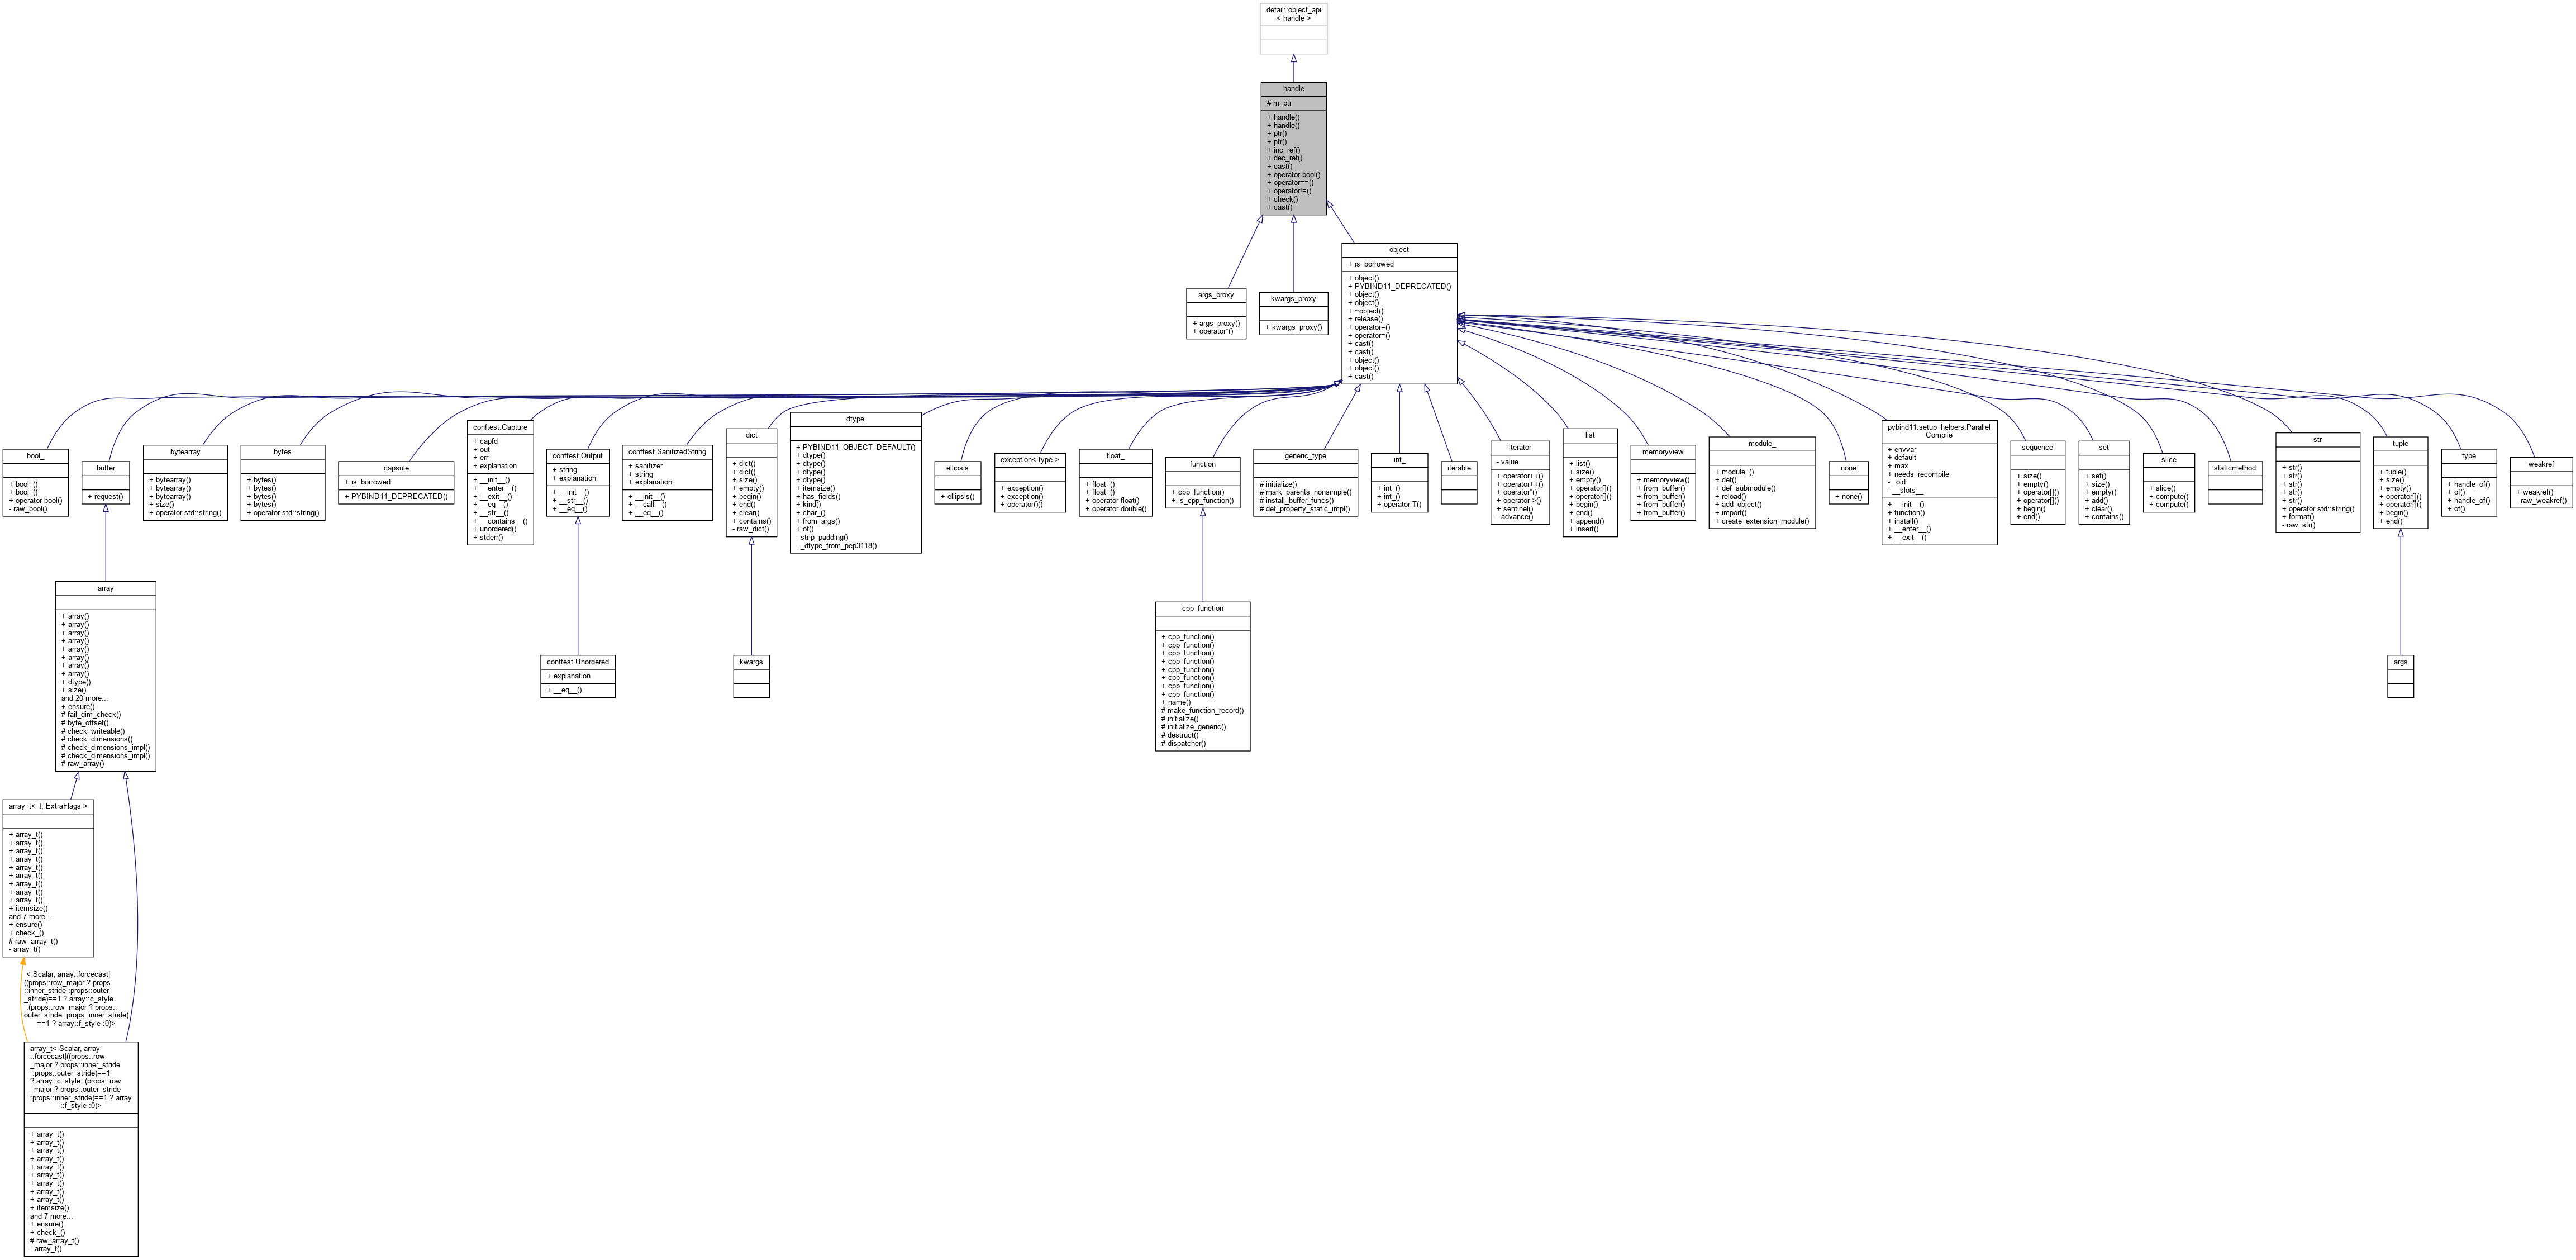 detail::object_api
< handle >
handle
# m_ptr
+ handle()
+ handle()
+ ptr()
+ ptr()
+ inc_ref()
+ dec_ref()
+ cast()
+ operator bool()
+ operator==()
+ operator!=()
+ check()
+ cast()
args_proxy
+ args_proxy()
+ operator*()
kwargs_proxy
+ kwargs_proxy()
object
+ is_borrowed
+ object()
+ PYBIND11_DEPRECATED()
+ object()
+ object()
+ ~object()
+ release()
+ operator=()
+ operator=()
+ cast()
+ cast()
+ object()
+ object()
+ cast()
bool_
+ bool_()
+ bool_()
+ operator bool()
- raw_bool()
buffer
+ request()
bytearray
+ bytearray()
+ bytearray()
+ bytearray()
+ size()
+ operator std::string()
bytes
+ bytes()
+ bytes()
+ bytes()
+ bytes()
+ operator std::string()
capsule
+ is_borrowed
+ PYBIND11_DEPRECATED()
conftest.Capture
+ capfd
+ out
+ err
+ explanation
+ __init__()
+ __enter__()
+ __exit__()
+ __eq__()
+ __str__()
+ __contains__()
+ unordered()
+ stderr()
conftest.Output
+ string
+ explanation
+ __init__()
+ __str__()
+ __eq__()
conftest.SanitizedString
+ sanitizer
+ string
+ explanation
+ __init__()
+ __call__()
+ __eq__()
dict
+ dict()
+ dict()
+ size()
+ empty()
+ begin()
+ end()
+ clear()
+ contains()
- raw_dict()
dtype
+ PYBIND11_OBJECT_DEFAULT()
+ dtype()
+ dtype()
+ dtype()
+ dtype()
+ itemsize()
+ has_fields()
+ kind()
+ char_()
+ from_args()
+ of()
- strip_padding()
- _dtype_from_pep3118()
ellipsis
+ ellipsis()
exception< type >
+ exception()
+ exception()
+ operator()()
float_
+ float_()
+ float_()
+ operator float()
+ operator double()
function
+ cpp_function()
+ is_cpp_function()
generic_type
# initialize()
# mark_parents_nonsimple()
# install_buffer_funcs()
# def_property_static_impl()
int_
+ int_()
+ int_()
+ operator T()
iterable
iterator
- value
+ operator++()
+ operator++()
+ operator*()
+ operator->()
+ sentinel()
- advance()
list
+ list()
+ size()
+ empty()
+ operator[]()
+ operator[]()
+ begin()
+ end()
+ append()
+ insert()
memoryview
+ memoryview()
+ from_buffer()
+ from_buffer()
+ from_buffer()
+ from_buffer()
module_
+ module_()
+ def()
+ def_submodule()
+ reload()
+ add_object()
+ import()
+ create_extension_module()
none
+ none()
pybind11.setup_helpers.Parallel
Compile
+ envvar
+ default
+ max
+ needs_recompile
- _old
- __slots__
+ __init__()
+ function()
+ install()
+ __enter__()
+ __exit__()
sequence
+ size()
+ empty()
+ operator[]()
+ operator[]()
+ begin()
+ end()
set
+ set()
+ size()
+ empty()
+ add()
+ clear()
+ contains()
slice
+ slice()
+ compute()
+ compute()
staticmethod
str
+ str()
+ str()
+ str()
+ str()
+ str()
+ operator std::string()
+ format()
- raw_str()
tuple
+ tuple()
+ size()
+ empty()
+ operator[]()
+ operator[]()
+ begin()
+ end()
type
+ handle_of()
+ of()
+ handle_of()
+ of()
weakref
+ weakref()
- raw_weakref()
array
+ array()
+ array()
+ array()
+ array()
+ array()
+ array()
+ array()
+ array()
+ dtype()
+ size()
and 20 more...
+ ensure()
# fail_dim_check()
# byte_offset()
# check_writeable()
# check_dimensions()
# check_dimensions_impl()
# check_dimensions_impl()
# raw_array()
conftest.Unordered
+ explanation
+ __eq__()
kwargs
cpp_function
+ cpp_function()
+ cpp_function()
+ cpp_function()
+ cpp_function()
+ cpp_function()
+ cpp_function()
+ cpp_function()
+ cpp_function()
+ name()
# make_function_record()
# initialize()
# initialize_generic()
# destruct()
# dispatcher()
args
array_t< T, ExtraFlags >
+ array_t()
+ array_t()
+ array_t()
+ array_t()
+ array_t()
+ array_t()
+ array_t()
+ array_t()
+ array_t()
+ itemsize()
and 7 more...
+ ensure()
+ check_()
# raw_array_t()
- array_t()
< Scalar, array::forcecast|
((props::row_major ? props
::inner_stride :props::outer
_stride)==1 ? array::c_style
:(props::row_major ? props::
outer_stride :props::inner_stride)
==1 ? array::f_style :0)>
array_t< Scalar, array
::forcecast|((props::row
_major ? props::inner_stride
:props::outer_stride)==1
? array::c_style :(props::row
_major ? props::outer_stride
:props::inner_stride)==1 ? array
::f_style :0)>
+ array_t()
+ array_t()
+ array_t()
+ array_t()
+ array_t()
+ array_t()
+ array_t()
+ array_t()
+ array_t()
+ itemsize()
and 7 more...
+ ensure()
+ check_()
# raw_array_t()
- array_t()